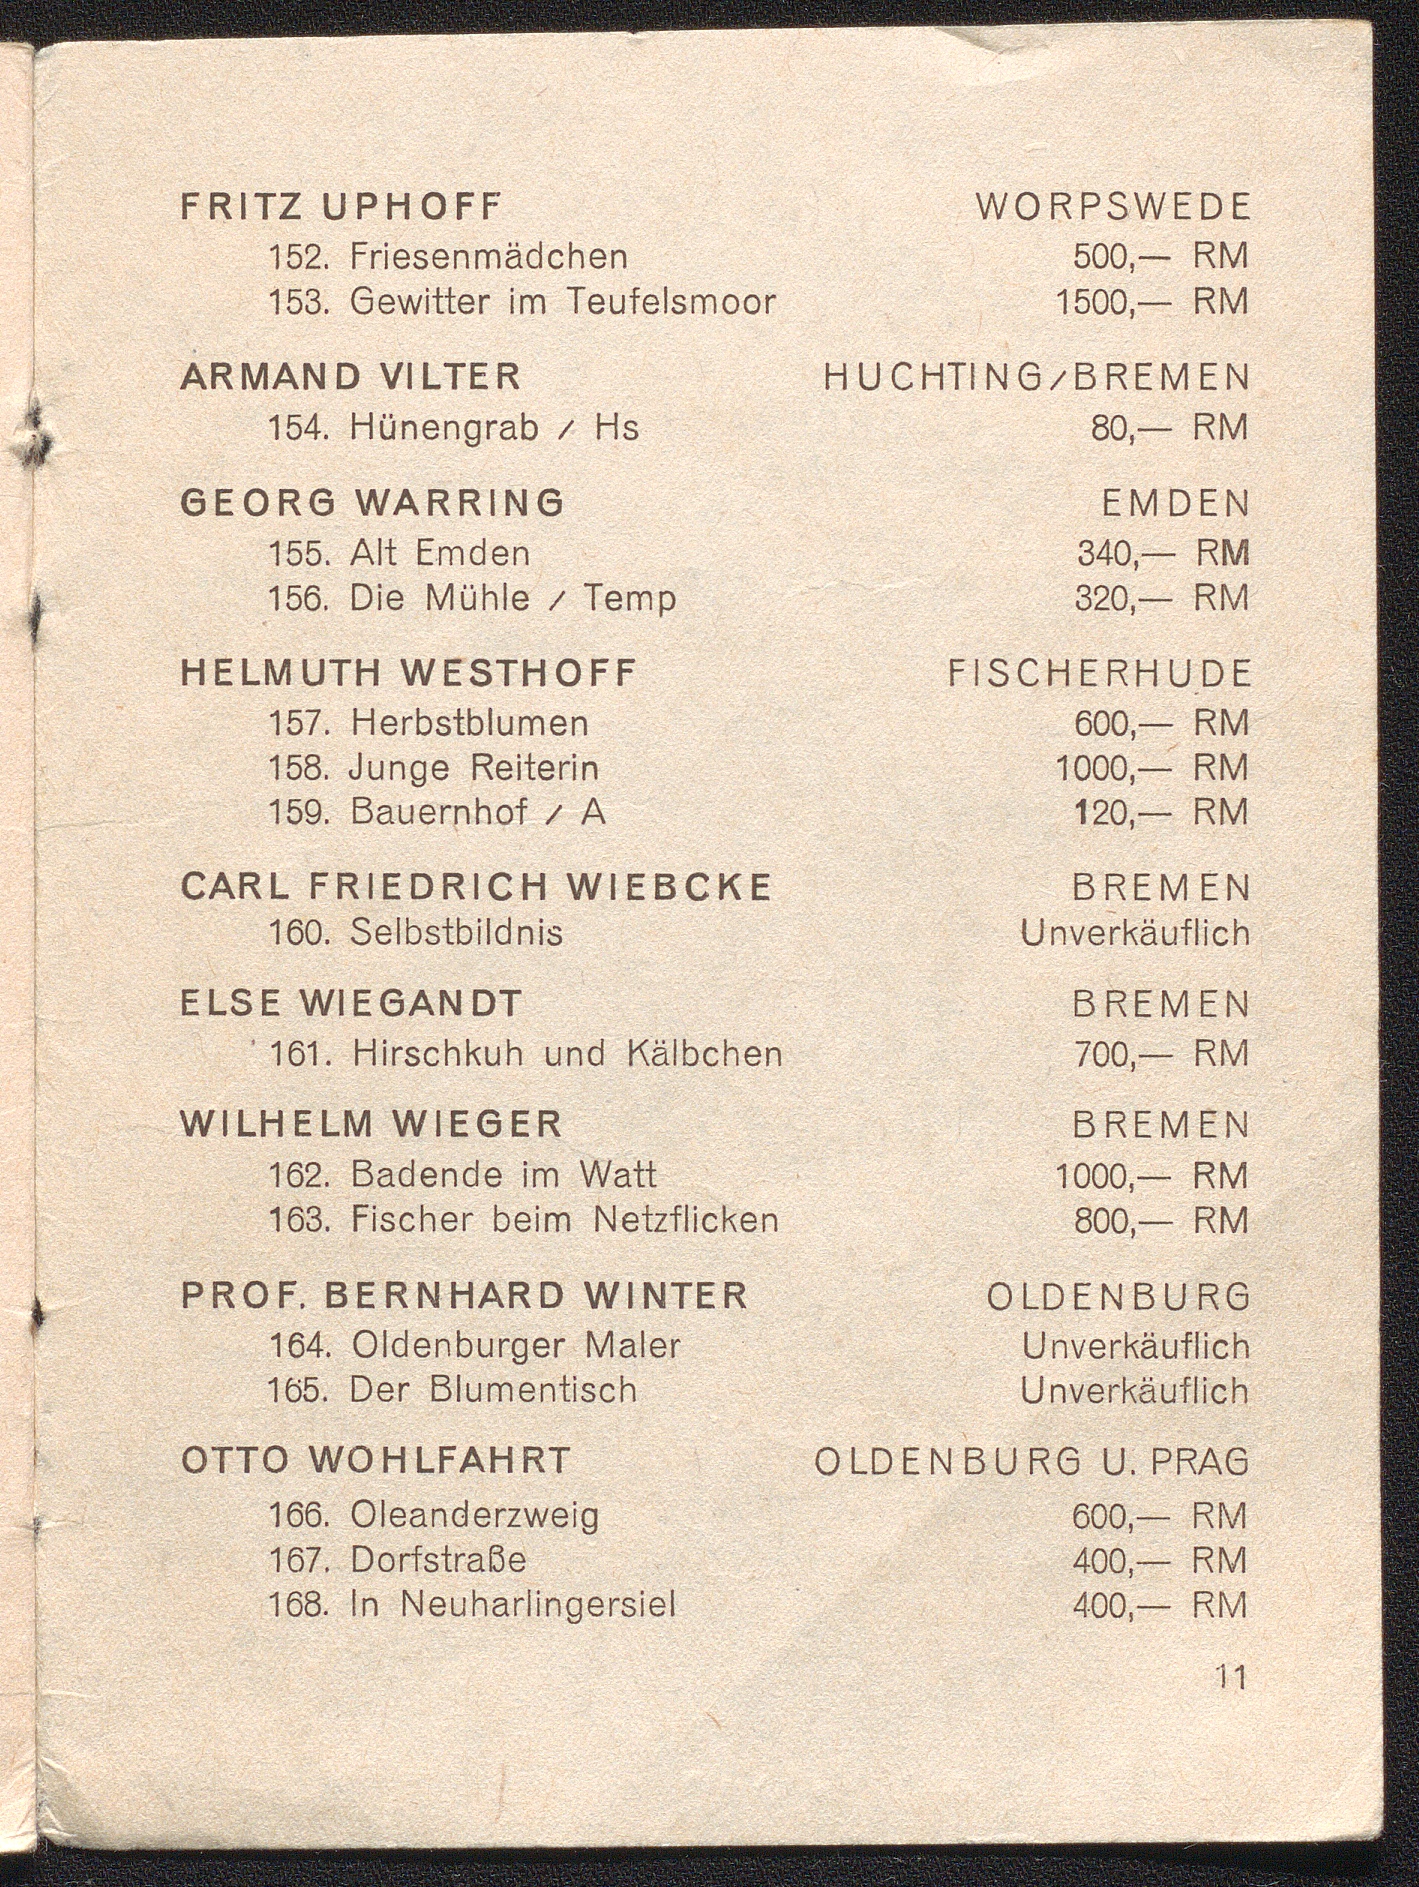 FRITZ UPHOFF WORPSWEDE
152. Friesenmädchen 500,— RM
153. Gewitter im Teufelsmoor 1500,— RM
ARMAND VILTER HUCHTING/BREMEN
154. Hünengrab / Hs 80,— RM
GEORG WARRING EMDEN
155. Alt Emden 340,— RM
156. Die Mühle / Temp 320,— RM
HELMUTH WESTHOFF FISCHERHUDE
157. Herbstblumen 600,— RM
158. Junge Reiterin 1000,— RM
159. Bauernhof / A 120,— RM
CARL FRIEDRICH WIEBCKE BREMEN
160. Selbstbildnis Unverkäuflich
ELSE WIEGANDT BREMEN
161. Hirschkuh und Kälbchen 700,— RM
WILHELM WIEGER BREMEN
162. Badende im Watt 1000,— RM
163. Fischer beim Netzflicken 800,— RM
PROF. BERNHARD WINTER OLDENBURG
164. Oldenburger Maler Unverkäuflich
165. Der Blumentisch Unverkäuflich
OTTO WOHLFAHRT OLDENBURG U. PRAG
166. Oleanderzweig 600,— RM
167. Dorfstraße 400,— RM
168. In Neuharlingersiel 400,— RM
11